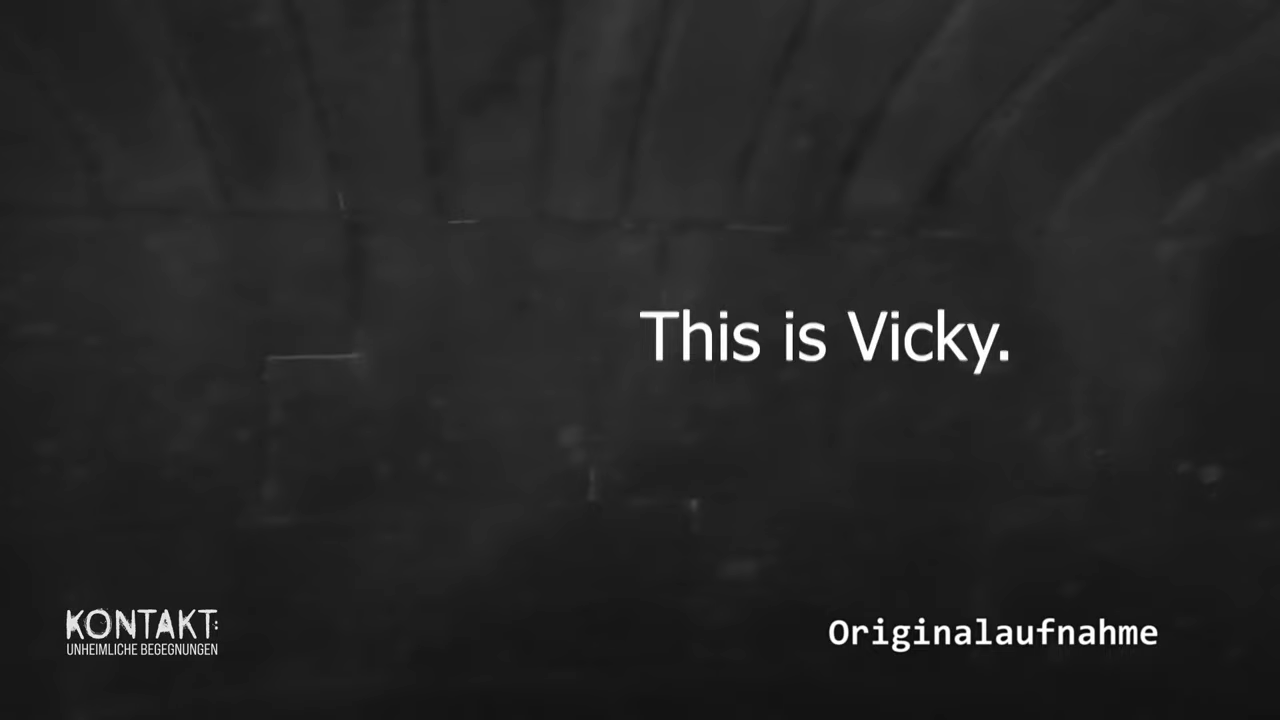 This is Vicky.
KONTAKT:
UNHEIMLICHE BEGEGNUNGEN
Originalaufnahme